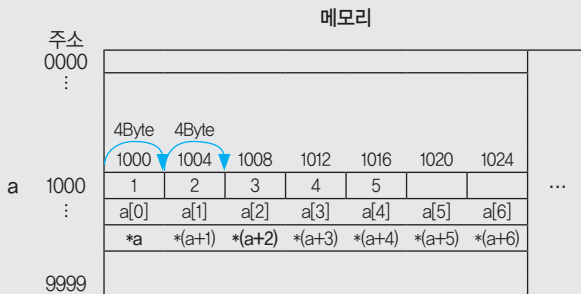 메모리
주소
0000
⋮
4Byte 4Byte
1000 1004 1008 1012 1016 1020 1024
a 1000 1 2 3 4 5 ...
⋮ a[0] a[1] a[2] a[3] a[4] a[5] a[6]
*a *(a+1) *(a+2) *(a+3) *(a+4) *(a+5) *(a+6)
9999